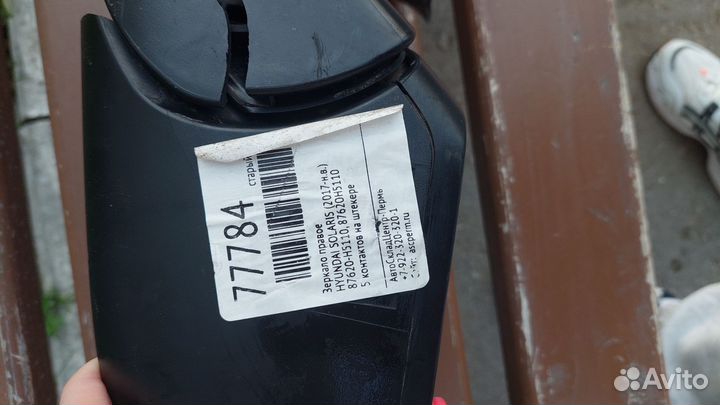 77784
старый
Зеркало правое
HYUNDAI SOLARIS (2017-н.в.)
87620-H5110, 87620H5110
5 контактов на штекере
АвтоСкладЦентр-Пермь
+7-922-320-320-1
Сайт: ascperm.ru
Avito